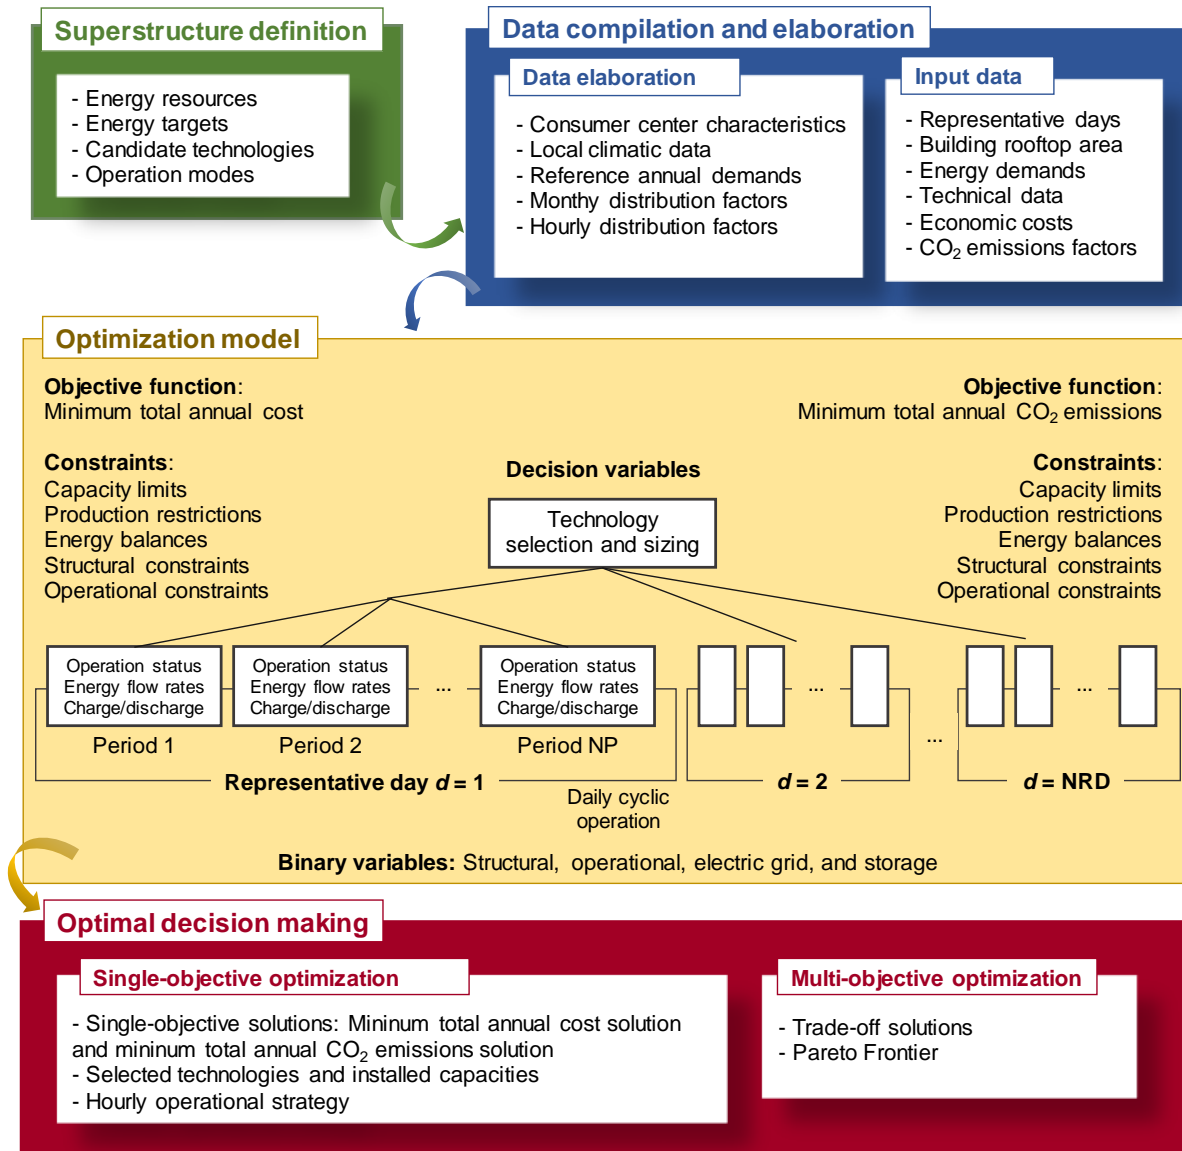 Superstructure definition
- Energy resources
- Energy targets
- Candidate technologies
- Operation modes
Data compilation and elaboration
Data elaboration
- Consumer center characteristics
- Local climatic data
- Reference annual demands
- Monthy distribution factors
- Hourly distribution factors
Input data
- Representative days
- Building rooftop area
- Energy demands
- Technical data
- Economic costs
- CO₂ emissions factors
Optimization model
Objective function:
Minimum total annual cost
Constraints:
Capacity limits
Production restrictions
Energy balances
Structural constraints
Operational constraints
Objective function:
Minimum total annual CO₂ emissions
Constraints:
Capacity limits
Production restrictions
Energy balances
Structural constraints
Operational constraints
Decision variables
Technology
selection and sizing
Operation status
Energy flow rates
Charge/discharge
Period 1
Operation status
Energy flow rates
Charge/discharge
Period 2
...
Operation status
Energy flow rates
Charge/discharge
Period NP
Representative day d = 1
Daily cyclic
operation
...
d = 2
...
...
d = NRD
Binary variables: Structural, operational, electric grid, and storage
Optimal decision making
Single-objective optimization
- Single-objective solutions: Mininum total annual cost solution
and mininum total annual CO₂ emissions solution
- Selected technologies and installed capacities
- Hourly operational strategy
Multi-objective optimization
- Trade-off solutions
- Pareto Frontier